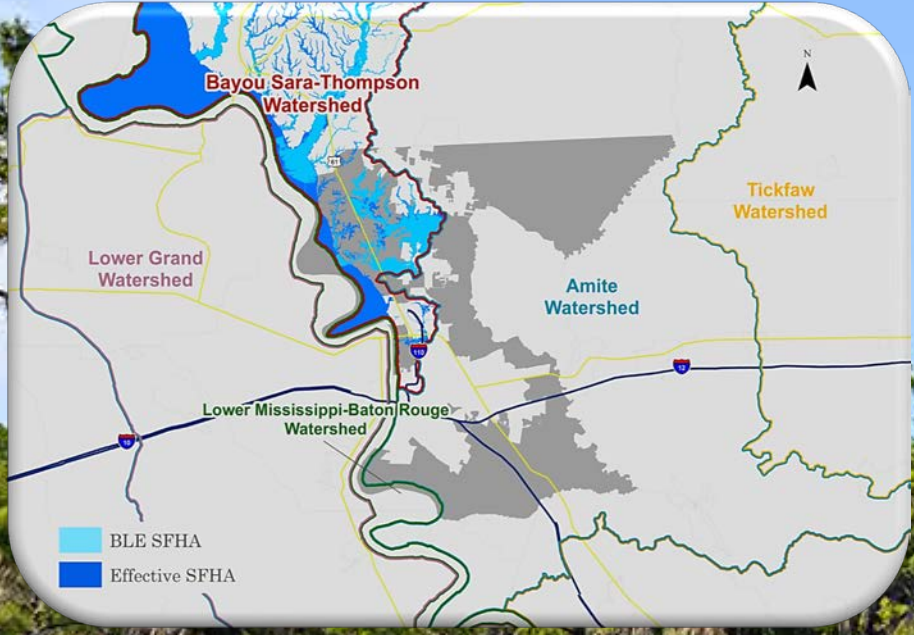 N
Bayou Sara-Thompson
Watershed
61
Tickfaw
Watershed
Lower Grand
Watershed
Amite
Watershed
110
12
Lower Mississippi-Baton Rouge
Watershed
10
BLE SFHA
Effective SFHA